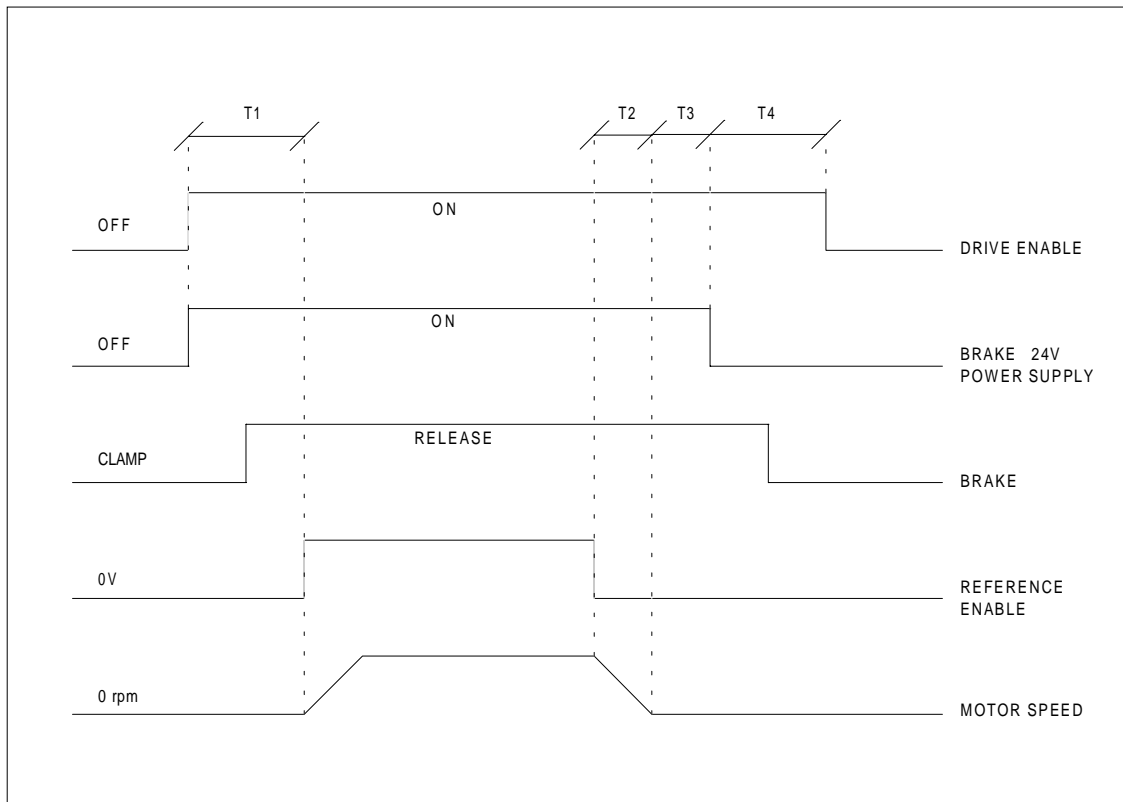 T1
T2
T3
T4
ON
OFF
DRIVE ENABLE
ON
OFF
BRAKE 24V
POWER SUPPLY
RELEASE
CLAMP
BRAKE
0V
REFERENCE
ENABLE
0 rpm
MOTOR SPEED